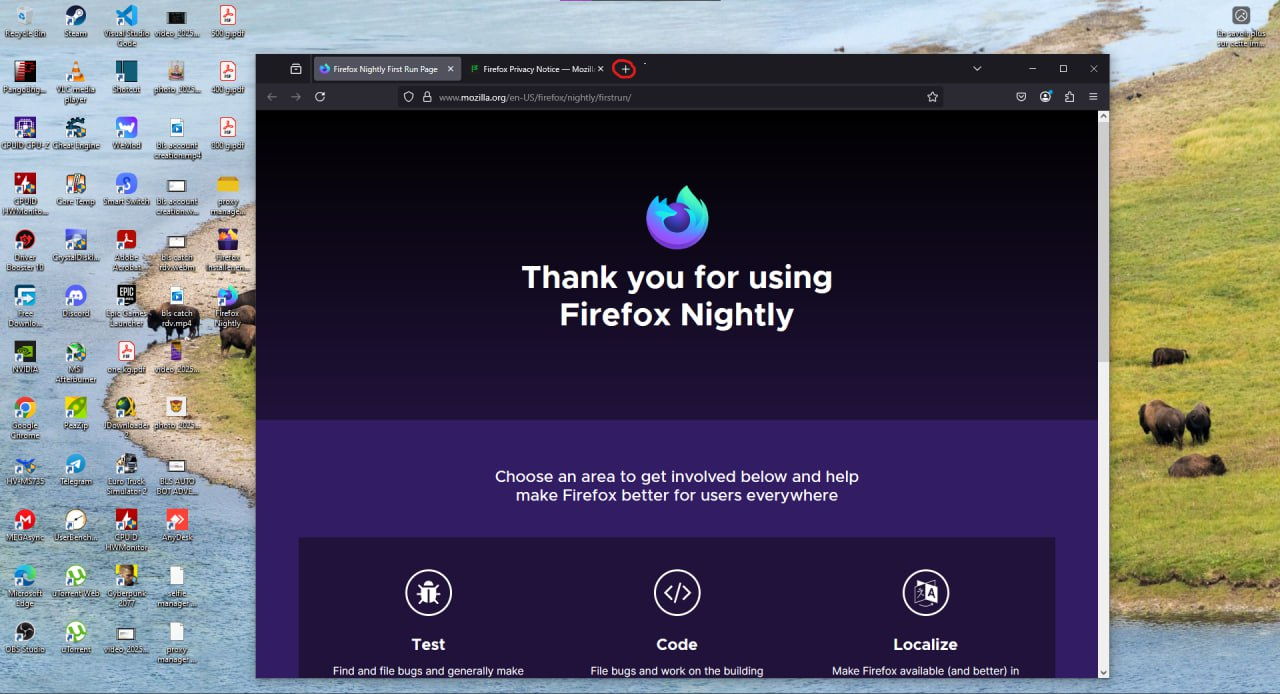 Recycle Bin
Steam
Visual Studio
Code
video_2025...
500 g.pdf
En savoir plus
sur cette im...
PangoBrig...
VLC media
player
Shortcut
photo_2025...
400 g.pdf
CPUID CPU-Z
Cheat Engine
WeMod
bls account
creation.mp4
300 g.pdf
CPUID
HWMonito...
Core Temp
Smart Switch
bls account
creation.w...
proxy
manage...
Driver
Booster 10
CrystalDiskI...
Adobe
Acrobat
bls catch
rdv.webm
Firefox
Installer.en...
Free
Downlo...
Discord
Epic Games
Launcher
bls catch
rdv.mp4
Firefox
Nightly
NVIDIA
MSI
Afterburner
one kg.pdf
video_2025...
Google
Chrome
PeaZip
JDownloader
2
photo_2025...
HV-MS735
Telegram
Euro Truck
Simulator 2
BLS AUTO
BOT ADVE...
MEGAsync
UserBench...
CPUID
HWMonitor
AnyDesk
Microsoft
Edge
uTorrent Web
Cyberpunk
2077
selfie
manager...
OBS Studio
uTorrent
video_2025...
proxy
manager...
Firefox Nightly First Run Page
Firefox Privacy Notice — Mozill
www.mozilla.org/en-US/firefox/nightly/firstrun/
Thank you for using
Firefox Nightly
Choose an area to get involved below and help
make Firefox better for users everywhere
Test
Code
Localize
Find and file bugs and generally make
File bugs and work on the building
Make Firefox available (and better) in